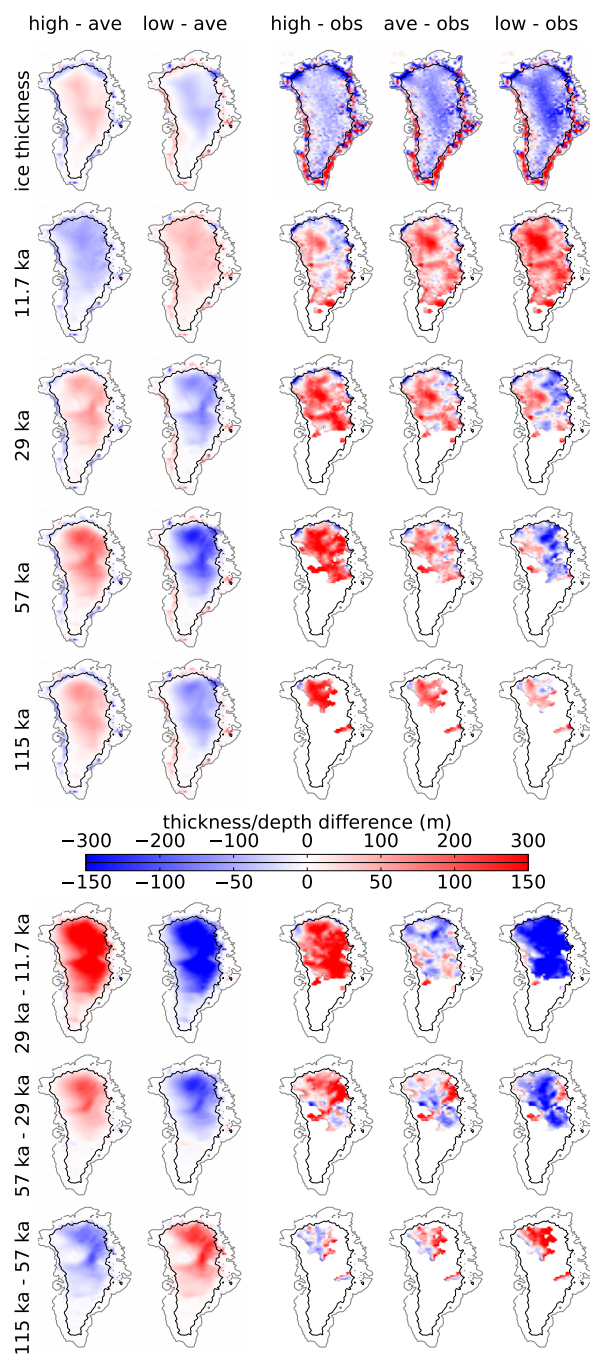 high - ave low - ave high - obs ave - obs low - obs
ice thickness
11.7 ka
29 ka
57 ka
115 ka
thickness/depth difference (m)
−300 −200 −100 0 100 200 300
−150 −100 −50 0 50 100 150
29 ka - 11.7 ka
57 ka - 29 ka
115 ka - 57 ka